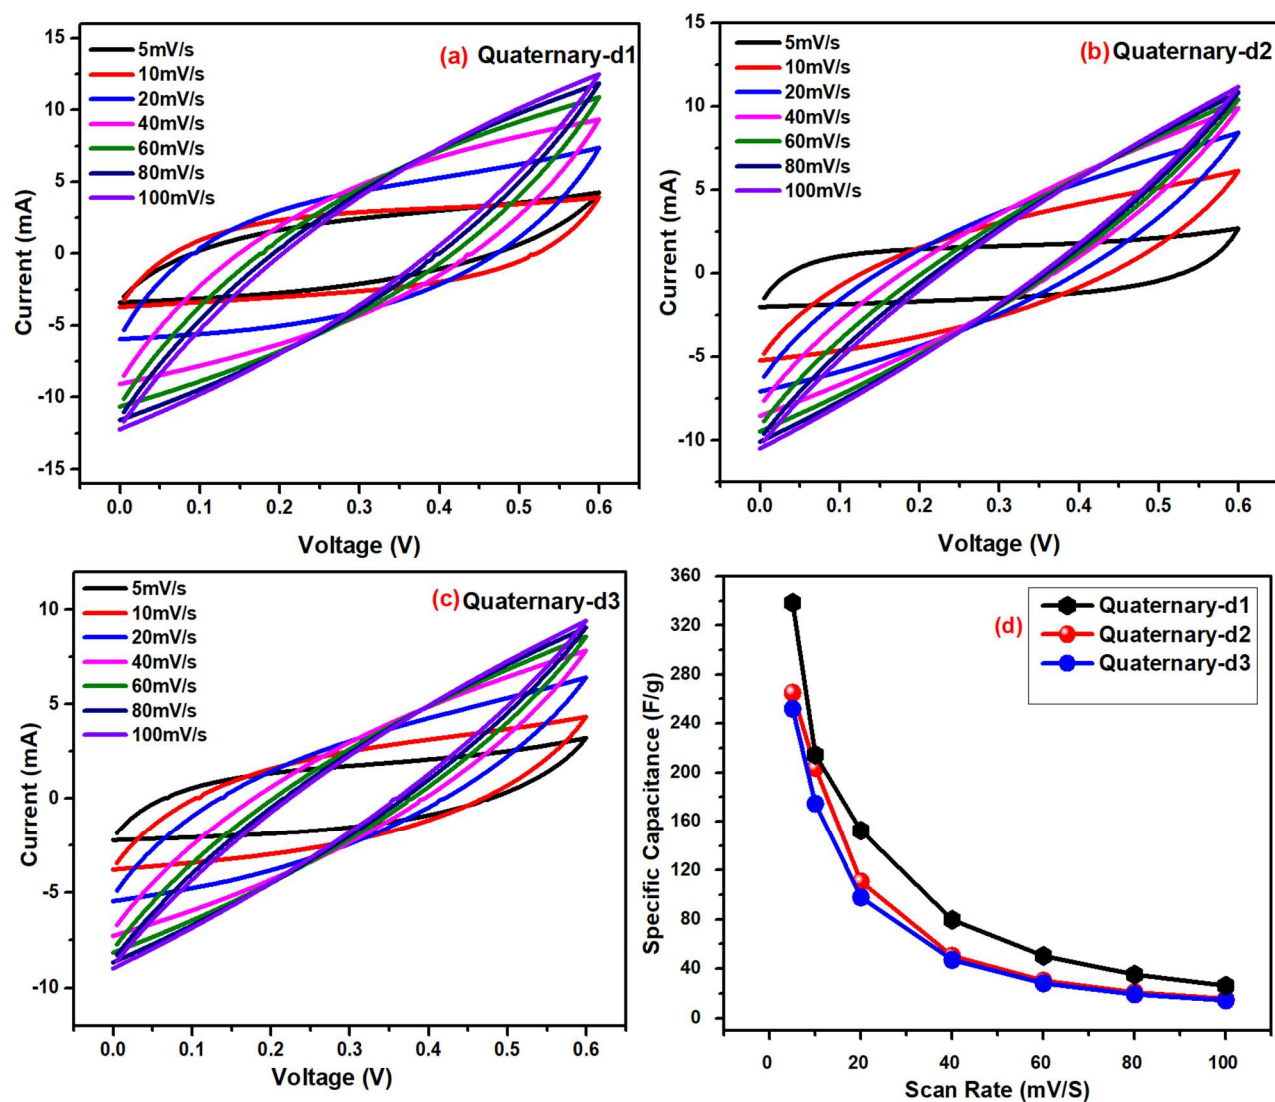 (a) Quaternary-d1
5mV/s
10mV/s
20mV/s
40mV/s
60mV/s
80mV/s
100mV/s
15
10
5
0
-5
-10
-15
Current (mA)
0.0 0.1 0.2 0.3 0.4 0.5 0.6
Voltage (V)
(b) Quaternary-d2
5mV/s
10mV/s
20mV/s
40mV/s
60mV/s
80mV/s
100mV/s
15
10
5
0
-5
-10
Current (mA)
0.0 0.1 0.2 0.3 0.4 0.5 0.6
Voltage (V)
(c) Quaternary-d3
5mV/s
10mV/s
20mV/s
40mV/s
60mV/s
80mV/s
100mV/s
10
5
0
-5
-10
Current (mA)
0.0 0.1 0.2 0.3 0.4 0.5 0.6
Voltage (V)
(d)
Quaternary-d1
Quaternary-d2
Quaternary-d3
360
320
280
240
200
160
120
80
40
0
Specific Capacitance (F/g)
0 20 40 60 80 100
Scan Rate (mV/S)